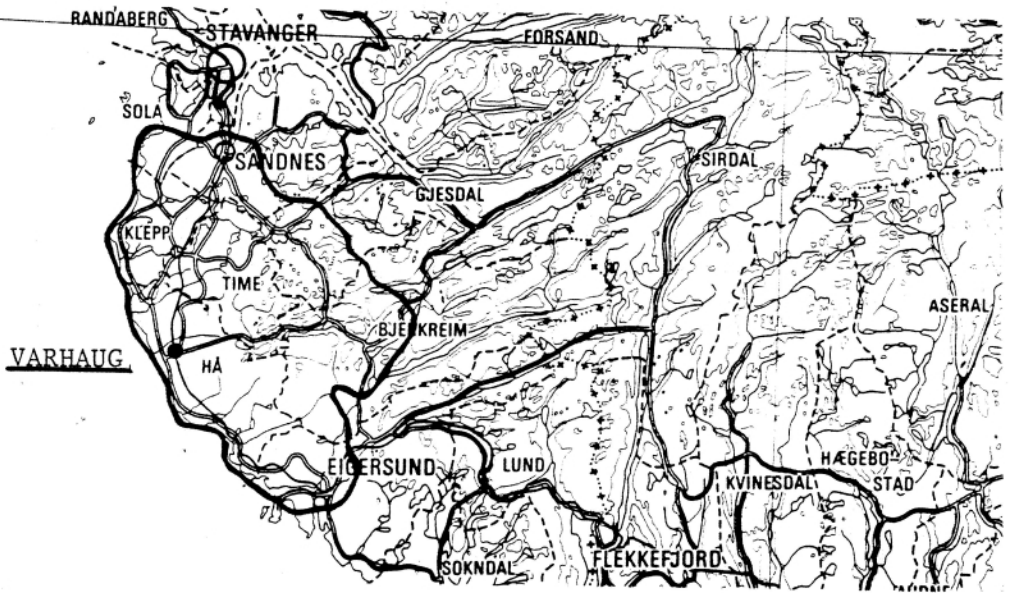 RANDABERG
STAVANGER
FORSAND
SOLA
SANDNES
SIRDAL
GJESDAL
KLEPP
TIME
ASERAL
BJERKREIM
VARHAUG
HÅ
EIGERSUND
LUND
HÆGEBO-
STAD
KVINESDAL
SOKNDAL
FLEKKEFJORD